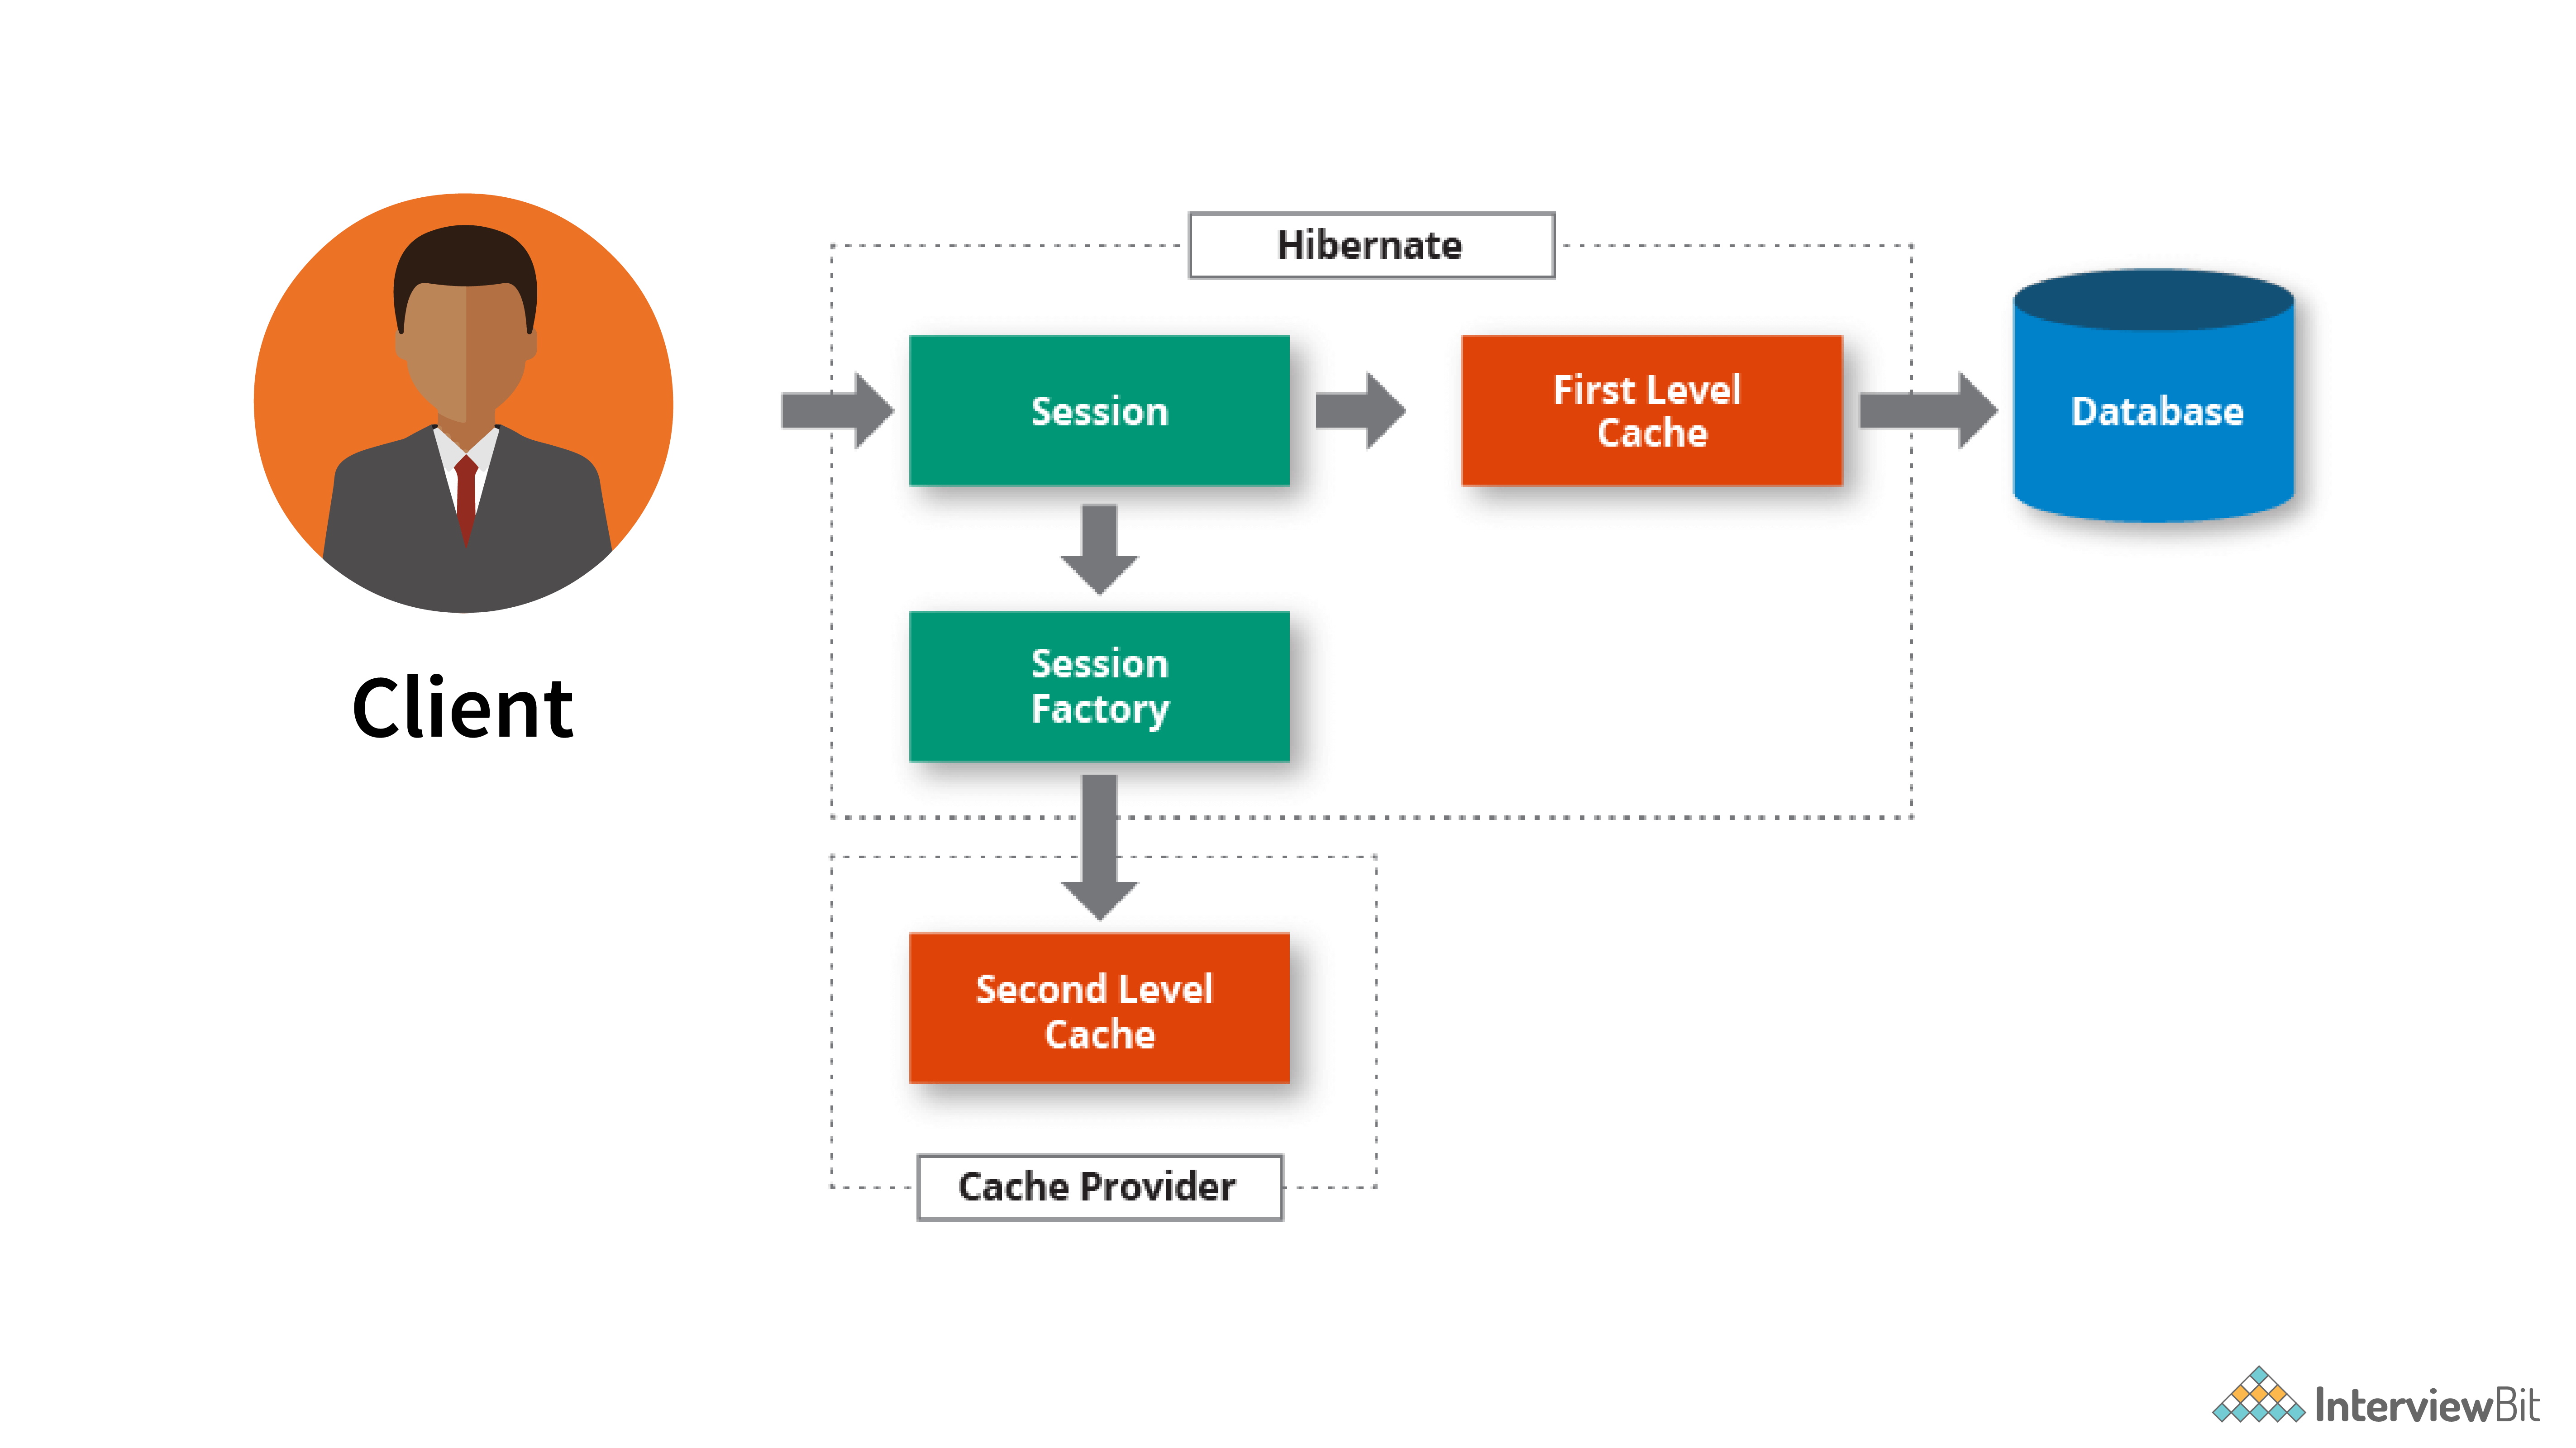 Hibernate
Session
First Level
Cache
Database
Session
Factory
Client
Second Level
Cache
Cache Provider
InterviewBit